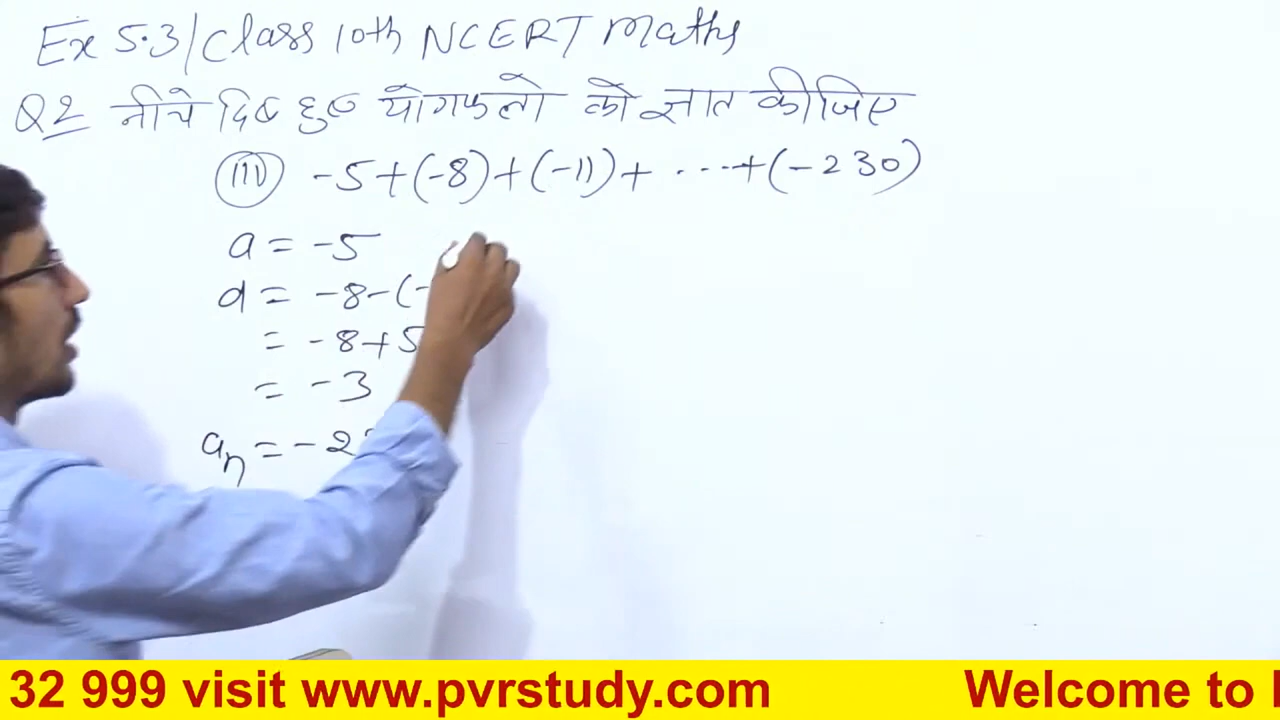 Ex 5.3/Class 10th NCERT Maths
Q2 नीचे दिए हुए योगफलो को ज्ञात कीजिए
(iii) -5+(-8)+(-11)+ ....+(-230)
a = -5
d = -8-(-
= -8+5
= -3
an = -2
32 999 visit www.pvrstudy.com Welcome to